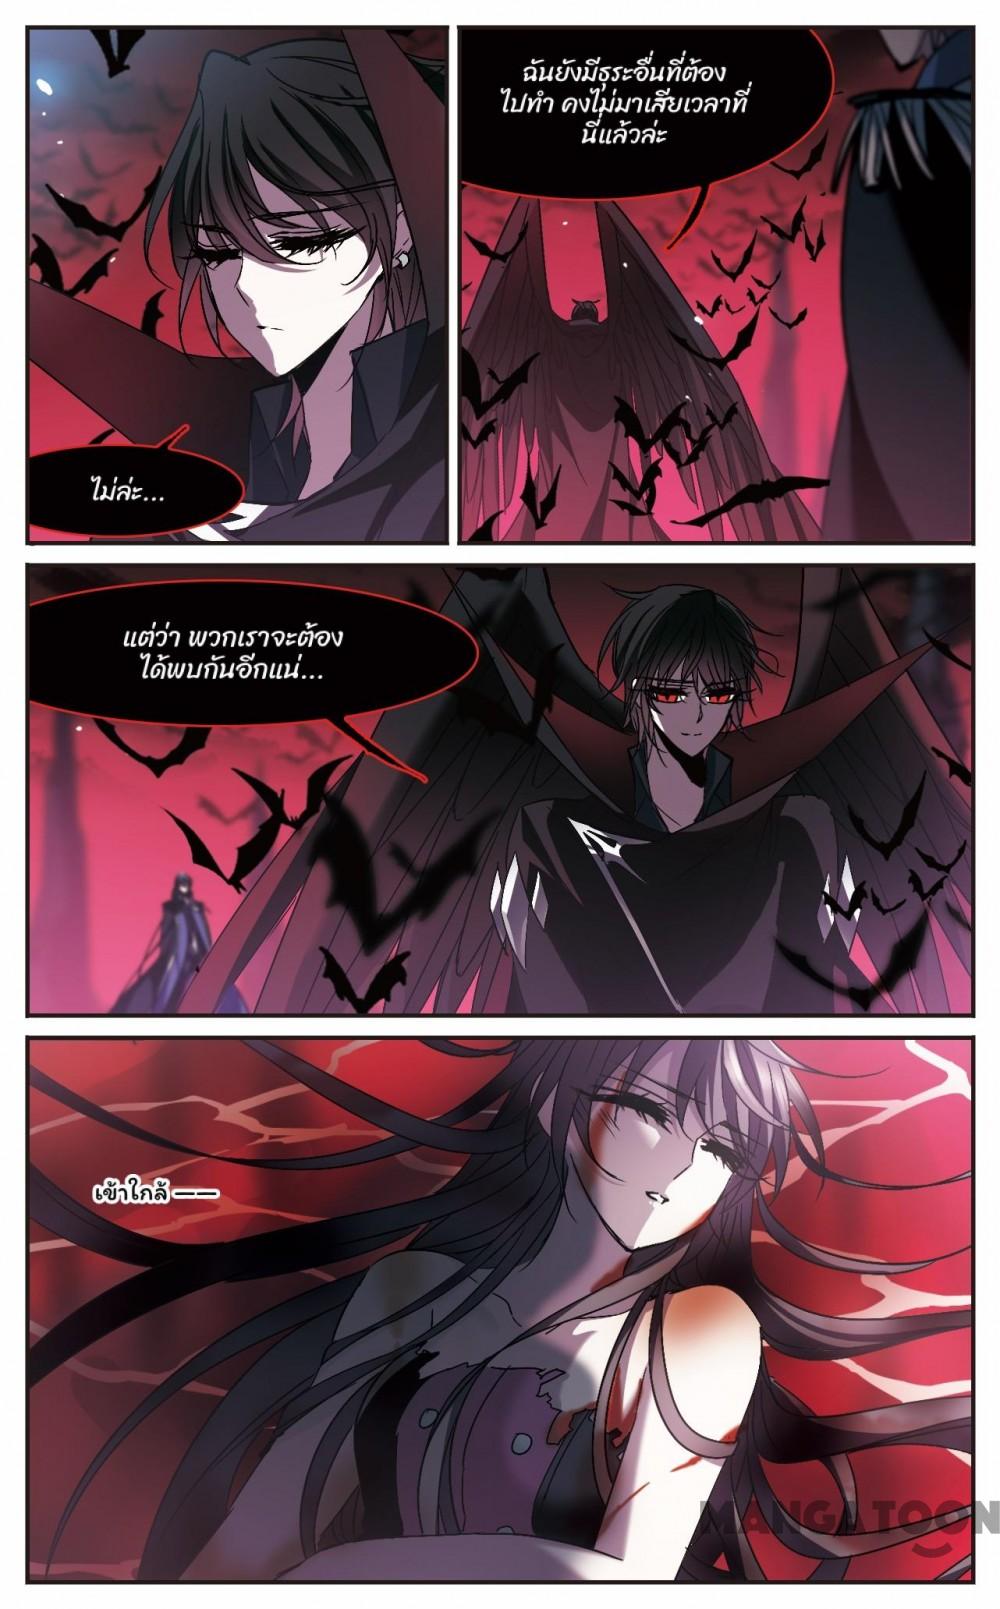 ไม่ล่ะ...
ฉันยังมีธุระอื่นที่ต้อง
ไปทำ คงไม่มาเสียเวลาที่
นี่แล้วล่ะ
แต่ว่า พวกเราจะต้อง
ได้พบกันอีกแน่...
เข้าใกล้ ——
MANGATOON